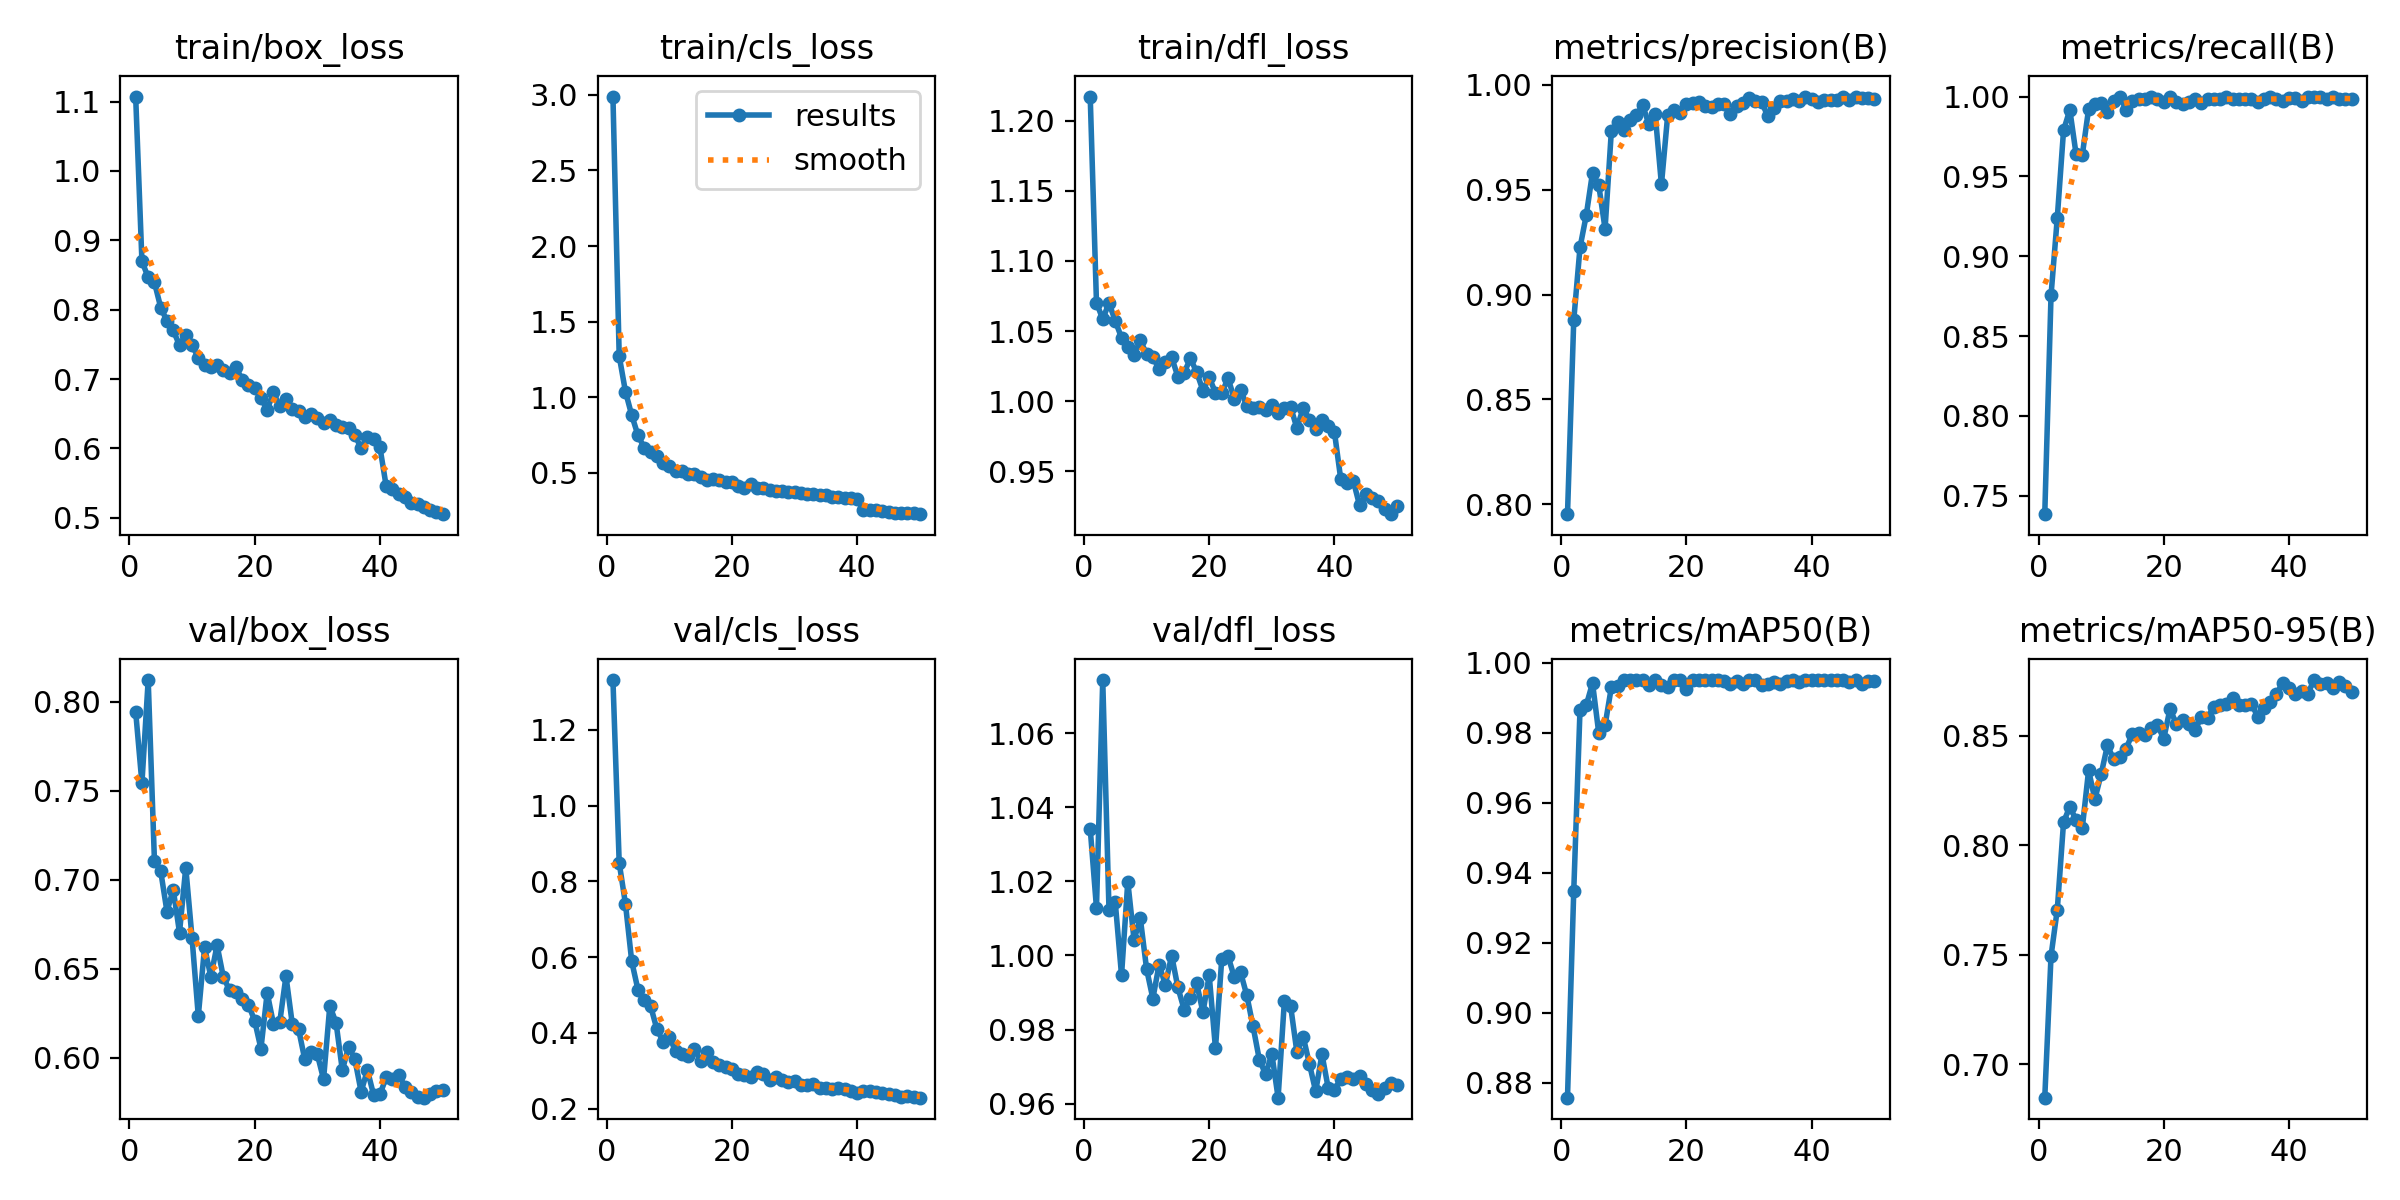 train/box_loss
1.1
1.0
0.9
0.8
0.7
0.6
0.5
0 20 40
train/cls_loss
results
smooth
3.0
2.5
2.0
1.5
1.0
0.5
0 20 40
train/dfl_loss
1.20
1.15
1.10
1.05
1.00
0.95
0 20 40
metrics/precision(B)
1.00
0.95
0.90
0.85
0.80
0 20 40
metrics/recall(B)
1.00
0.95
0.90
0.85
0.80
0.75
0 20 40
val/box_loss
0.80
0.75
0.70
0.65
0.60
0 20 40
val/cls_loss
1.2
1.0
0.8
0.6
0.4
0.2
0 20 40
val/dfl_loss
1.06
1.04
1.02
1.00
0.98
0.96
0 20 40
metrics/mAP50(B)
1.00
0.98
0.96
0.94
0.92
0.90
0.88
0 20 40
metrics/mAP50-95(B)
0.85
0.80
0.75
0.70
0 20 40